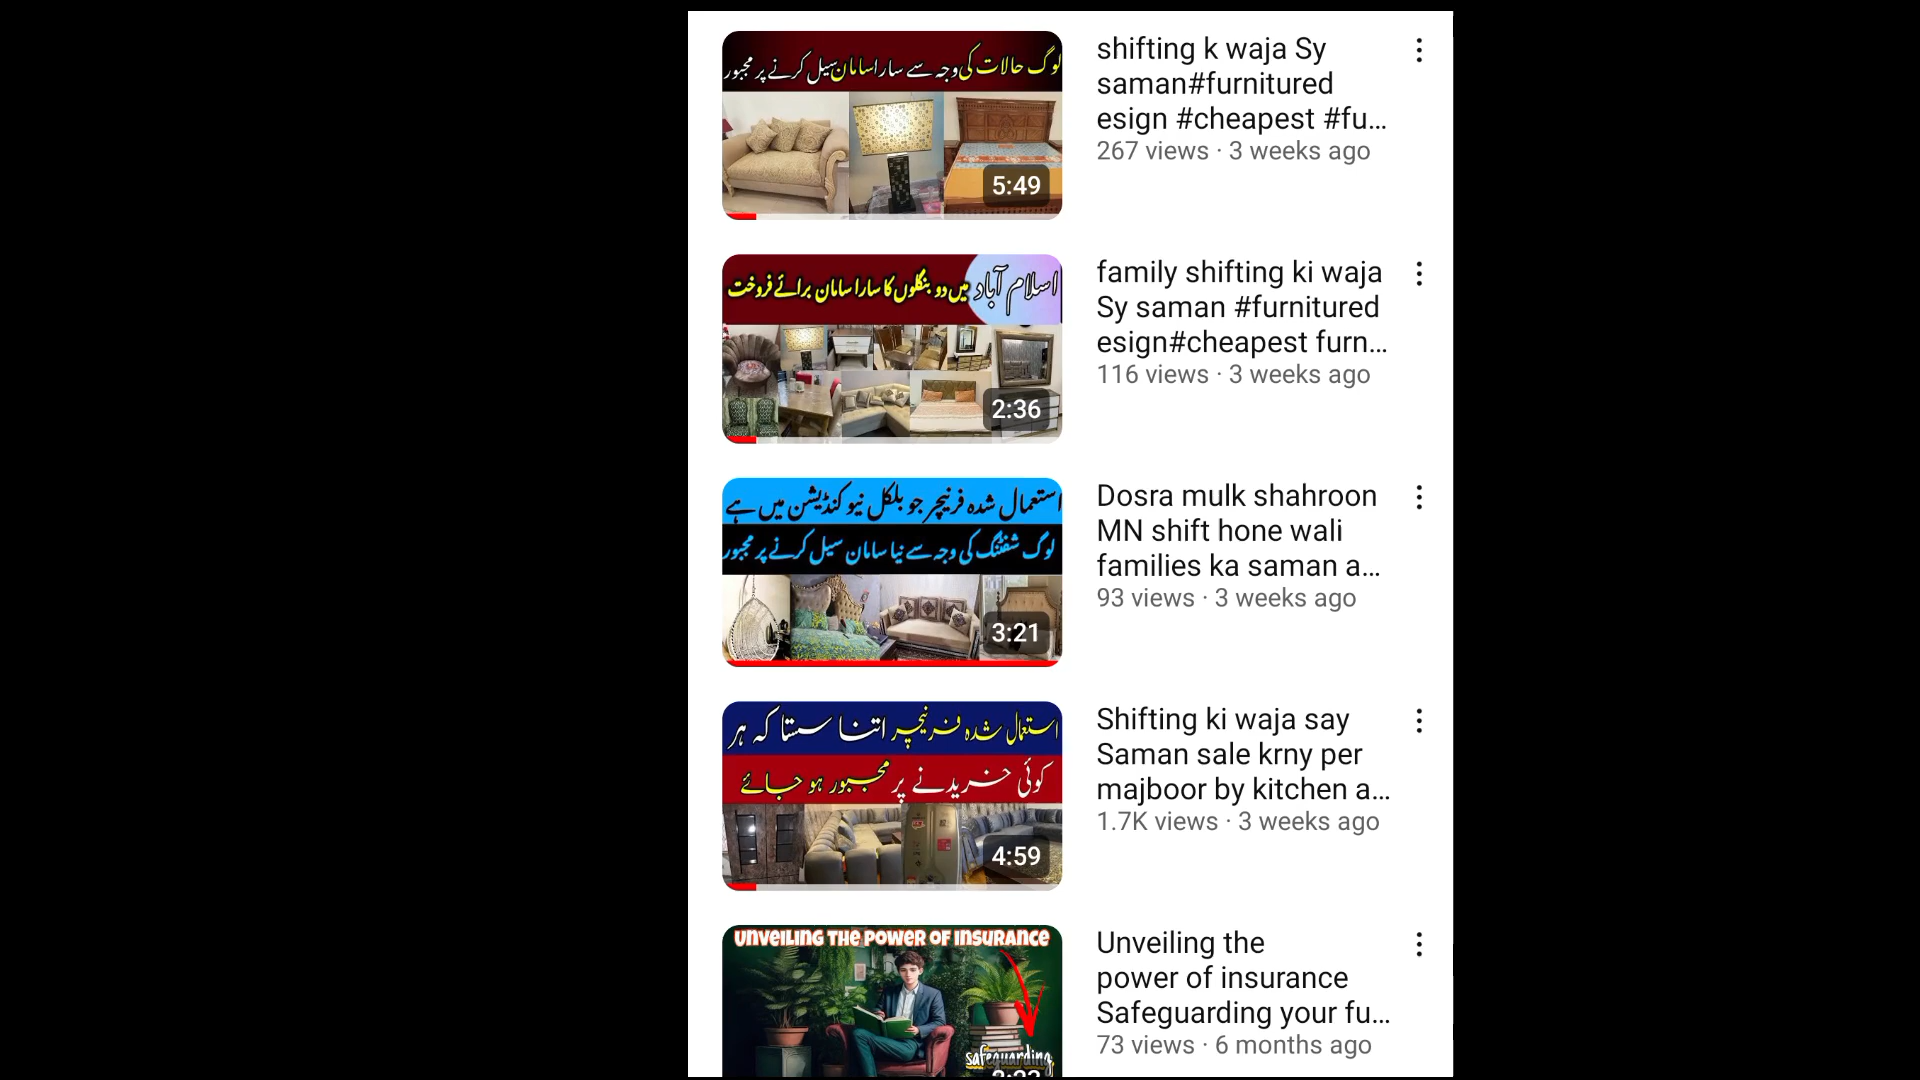 لوگ حالات کی وجہ سے سارا سامان سیل کرنے پر مجبور
5:49
shifting k waja Sy
saman#furnitured
esign #cheapest #fu...
267 views · 3 weeks ago
اسلام آباد میں دو بنگلوں کا سارا سامان برائے فروخت
2:36
family shifting ki waja
Sy saman #furnitured
esign#cheapest furn...
116 views · 3 weeks ago
استعمال شدہ فرنیچر جو بلکل نیو کنڈیشن میں ہے
لوگ شفٹنگ کی وجہ سے نیا سامان سیل کرنے پر مجبور
3:21
Dosra mulk shahroon
MN shift hone wali
families ka saman a...
93 views · 3 weeks ago
استعمال شدہ فرنیچر اتنا سستا کہ ہر
کوئی خریدنے پر مجبور ہو جائے
4:59
Shifting ki waja say
Saman sale krny per
majboor by kitchen a...
1.7K views · 3 weeks ago
UNVEILING THE POWER OF INSURANCE
safeguarding
Unveiling the
power of insurance
Safeguarding your fu...
73 views · 6 months ago